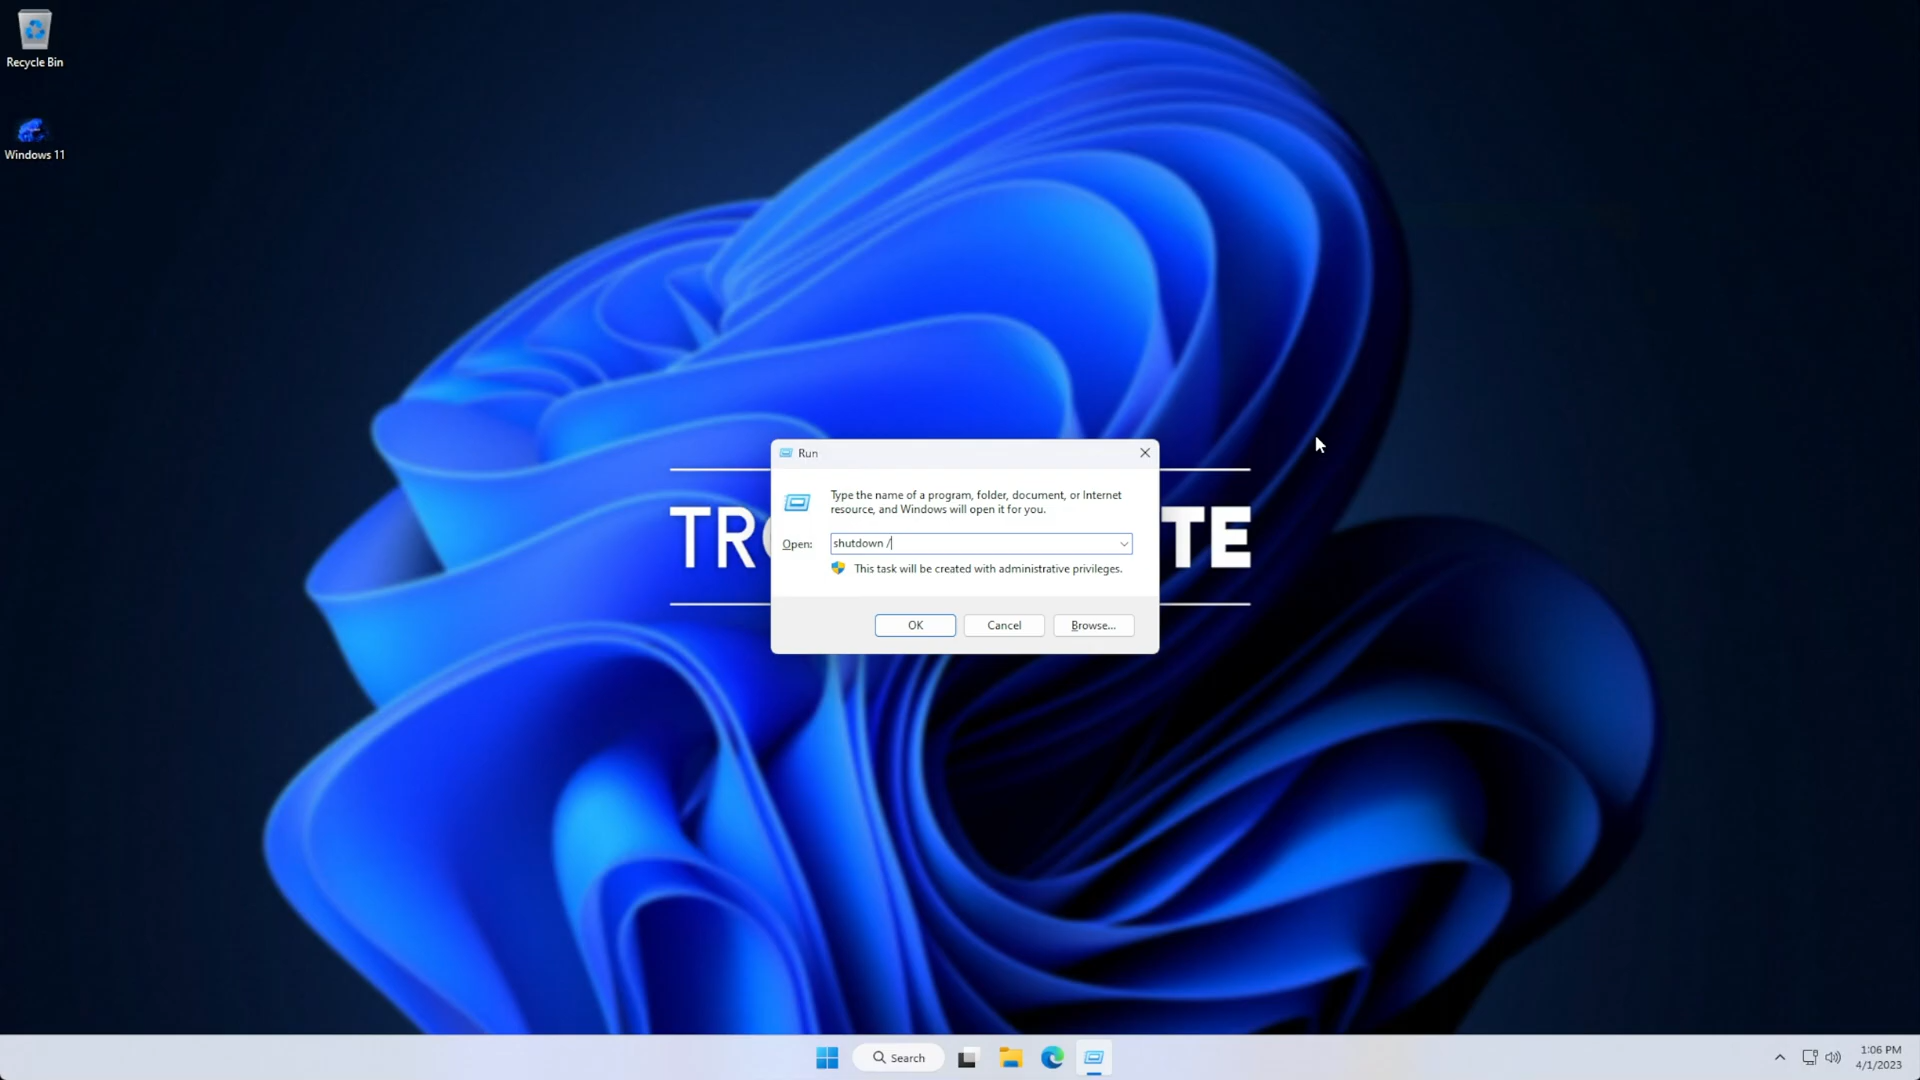 Recycle Bin
Windows 11
Run
Type the name of a program, folder, document, or Internet
resource, and Windows will open it for you.
Open:
shutdown /
This task will be created with administrative privileges.
TR
TE
OK
Cancel
Browse...
Search
1:06 PM
4/1/2023